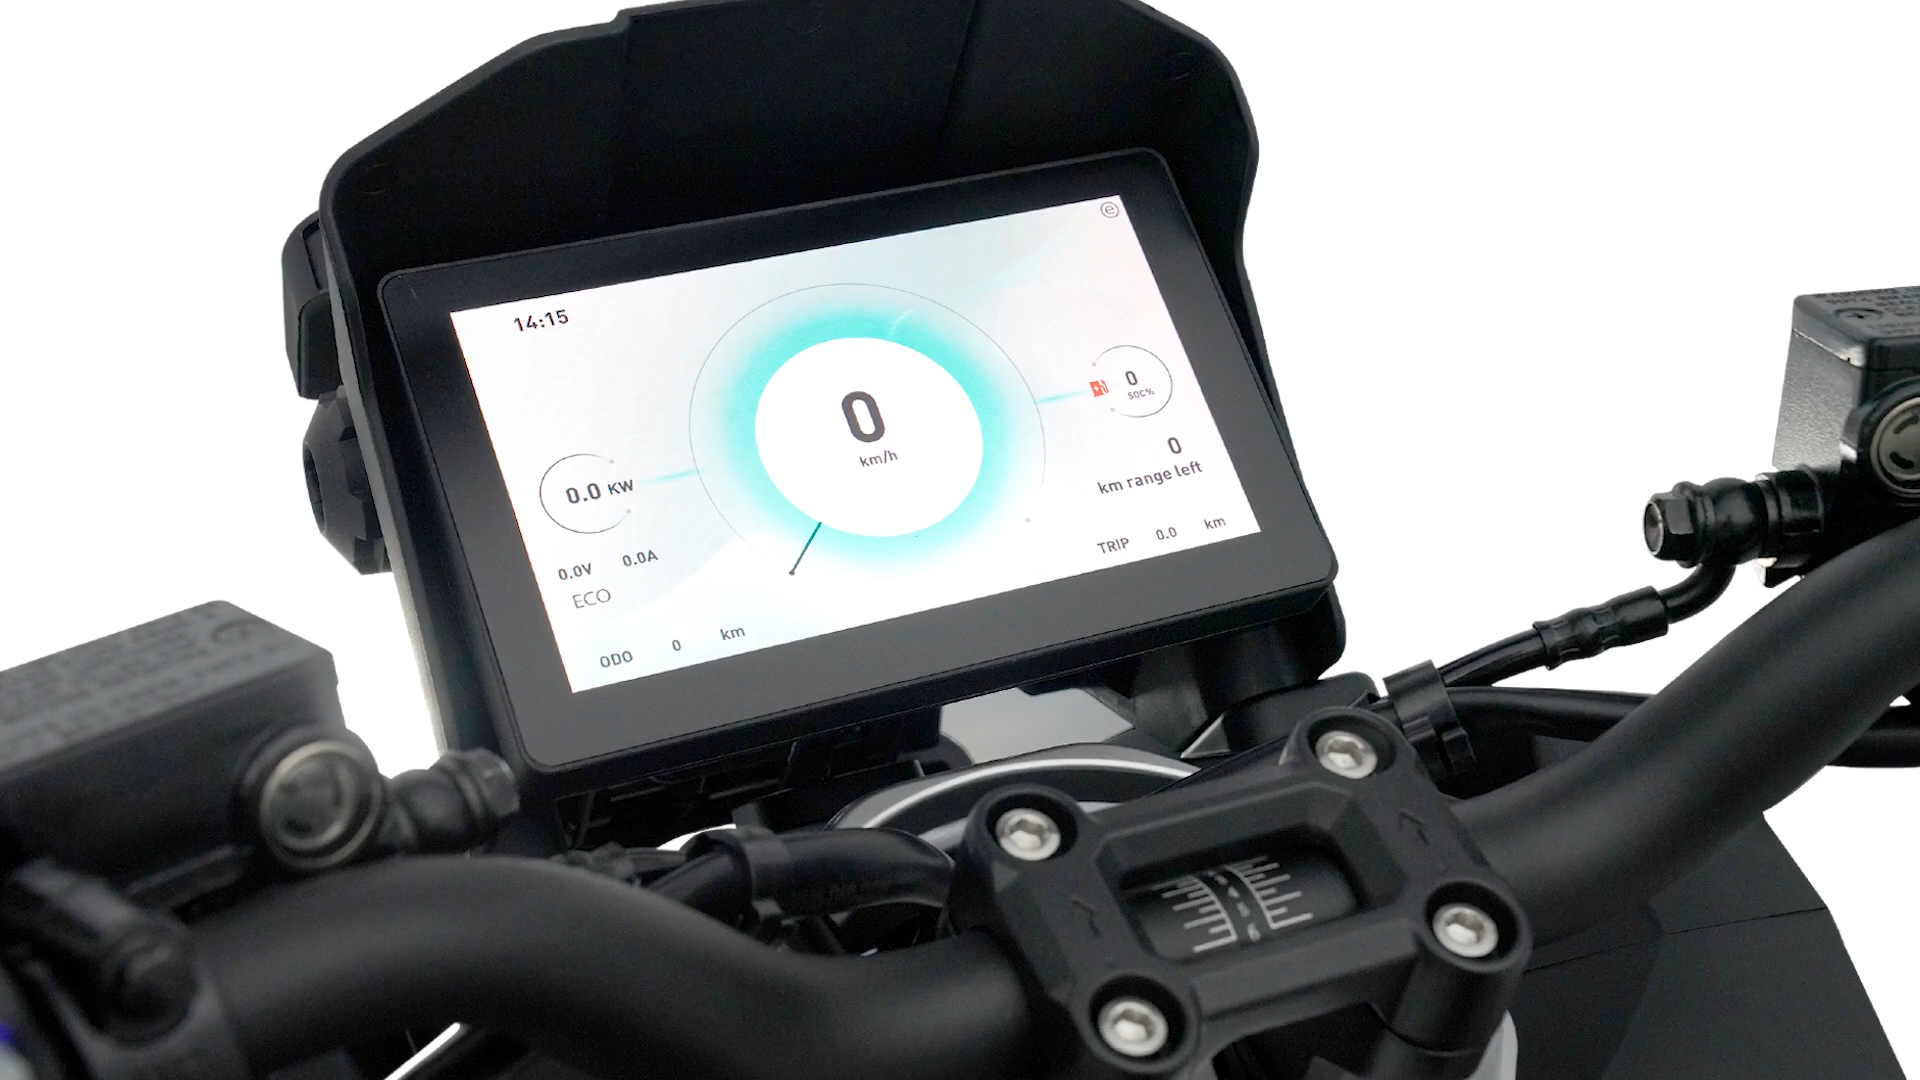 e
14:15
0
km/h
0
SOC%
0
km range left
0.0 KW
0.0V 0.0A
ECO
TRIP 0.0 km
ODO 0 km